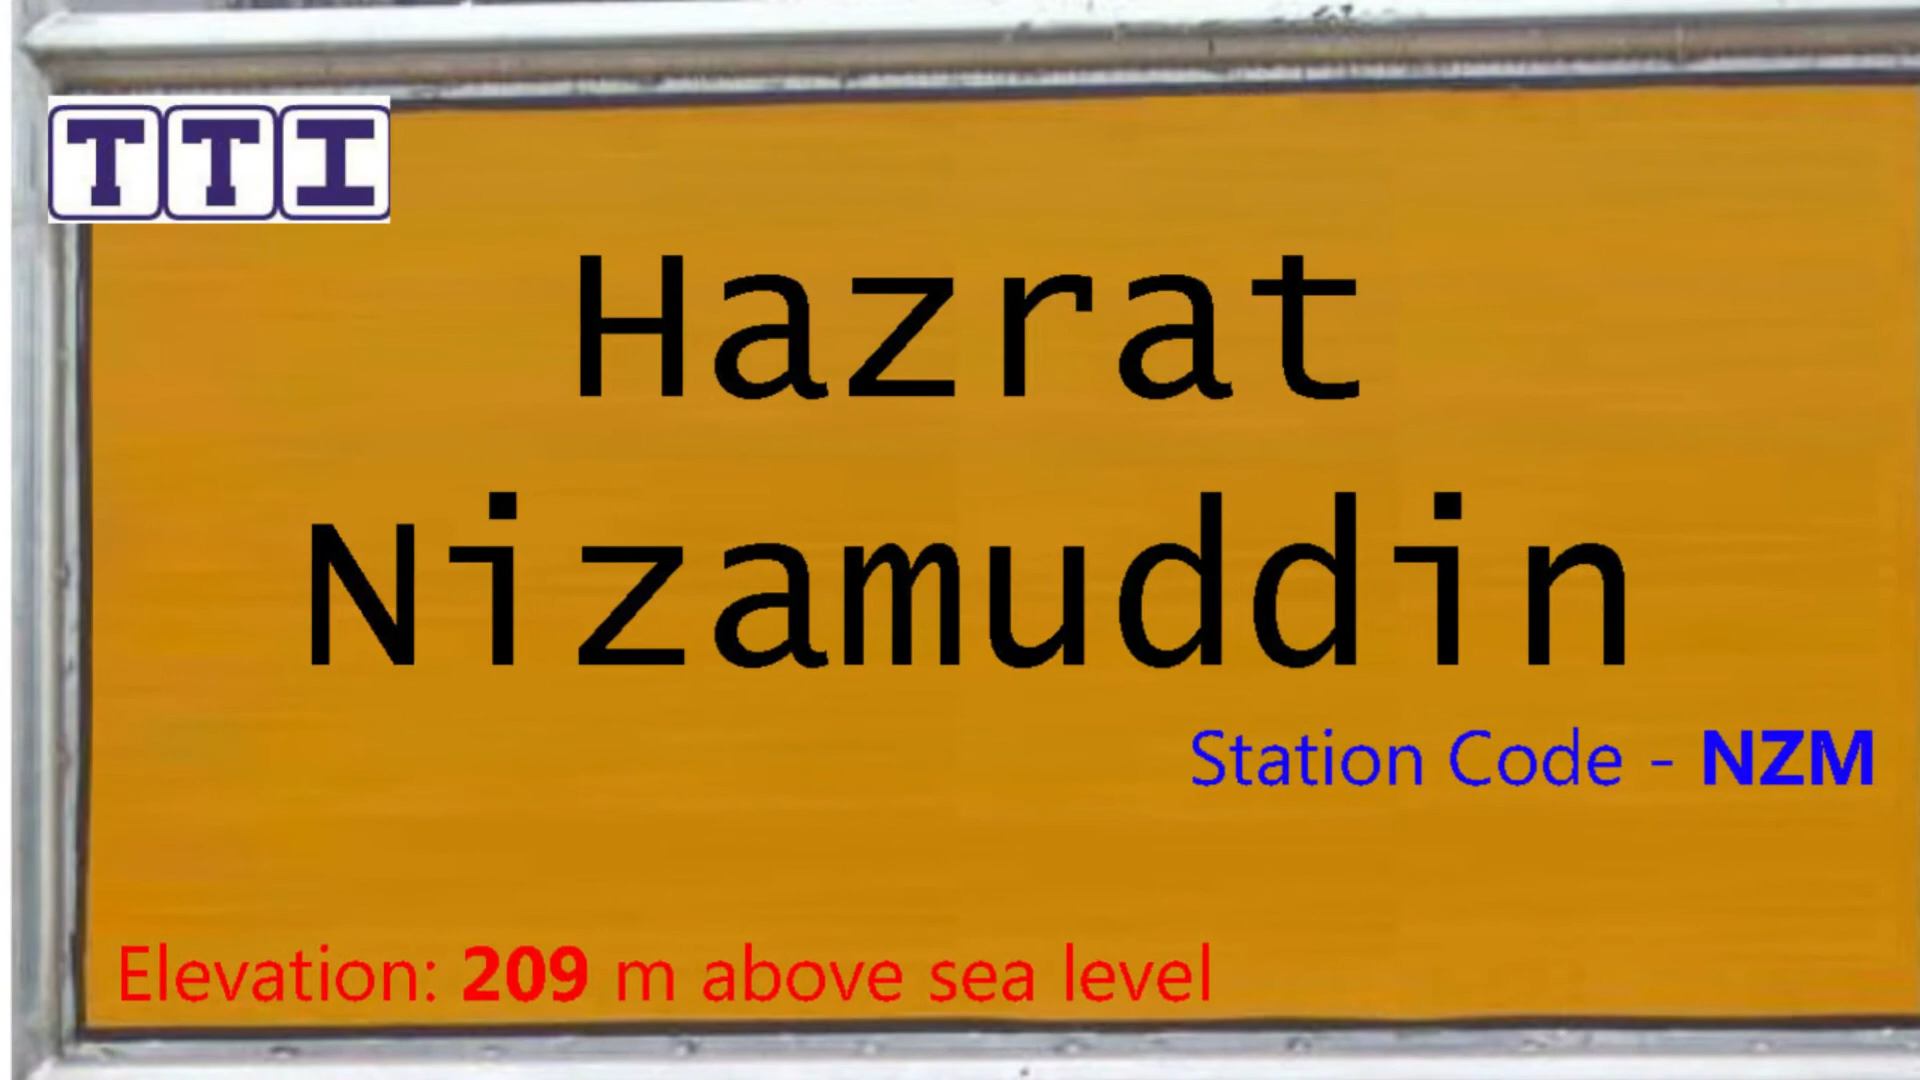 TTI
Hazrat
Nizamuddin
Station Code - NZM
Elevation: 209 m above sea level